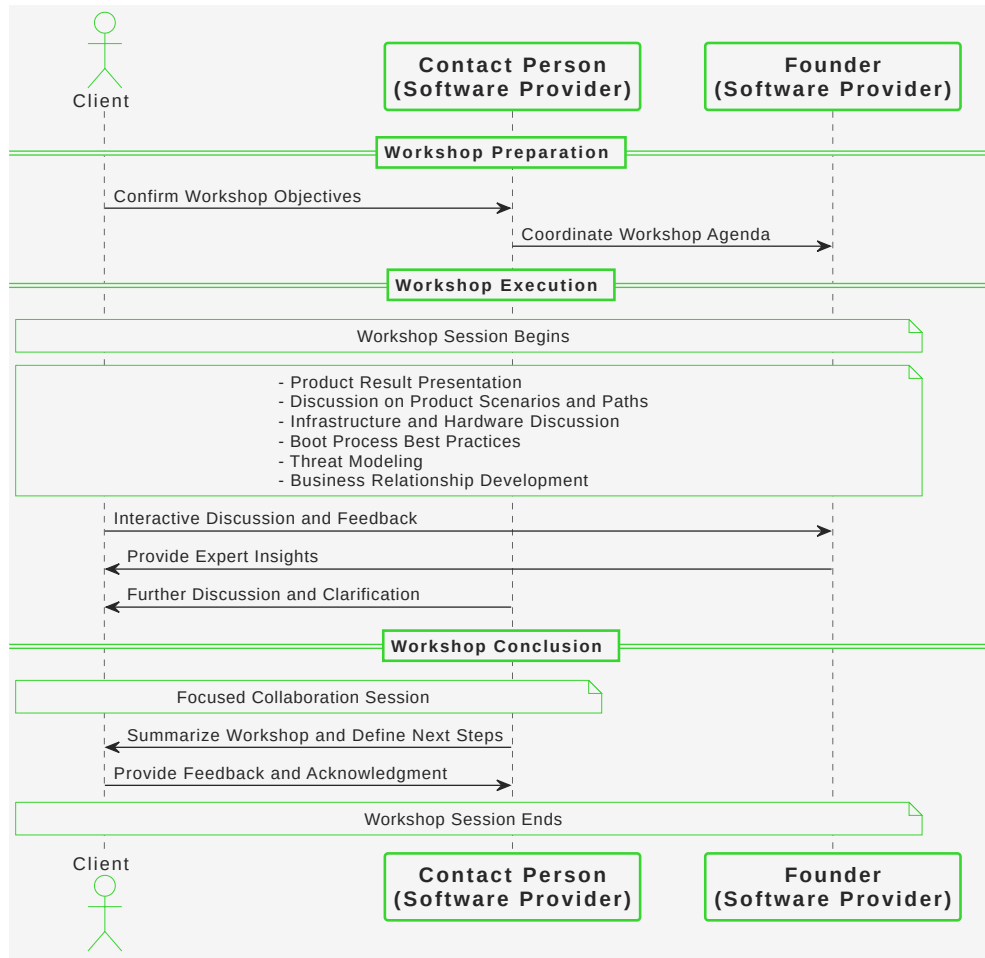 Client
Contact Person
(Software Provider)
Founder
(Software Provider)
Workshop Preparation
Confirm Workshop Objectives
Coordinate Workshop Agenda
Workshop Execution
Workshop Session Begins
- Product Result Presentation
- Discussion on Product Scenarios and Paths
- Infrastructure and Hardware Discussion
- Boot Process Best Practices
- Threat Modeling
- Business Relationship Development
Interactive Discussion and Feedback
Provide Expert Insights
Further Discussion and Clarification
Workshop Conclusion
Focused Collaboration Session
Summarize Workshop and Define Next Steps
Provide Feedback and Acknowledgment
Workshop Session Ends
Client
Contact Person
(Software Provider)
Founder
(Software Provider)